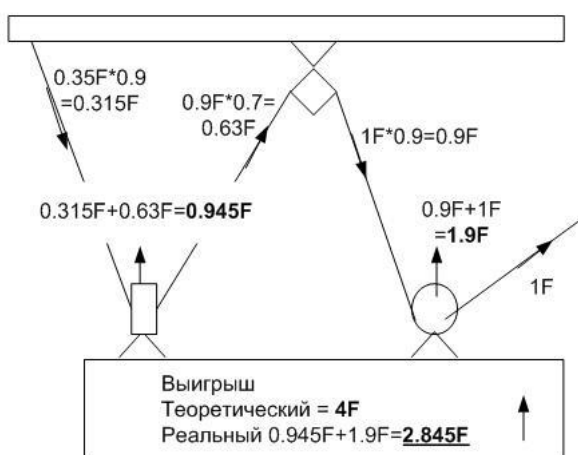 0.35F*0.9
=0.315F
0.9F*0.7=
0.63F
1F*0.9=0.9F
0.315F+0.63F=0.945F
0.9F+1F
=1.9F
1F
Выигрыш
Теоретический = 4F
Реальный 0.945F+1.9F=2.845F